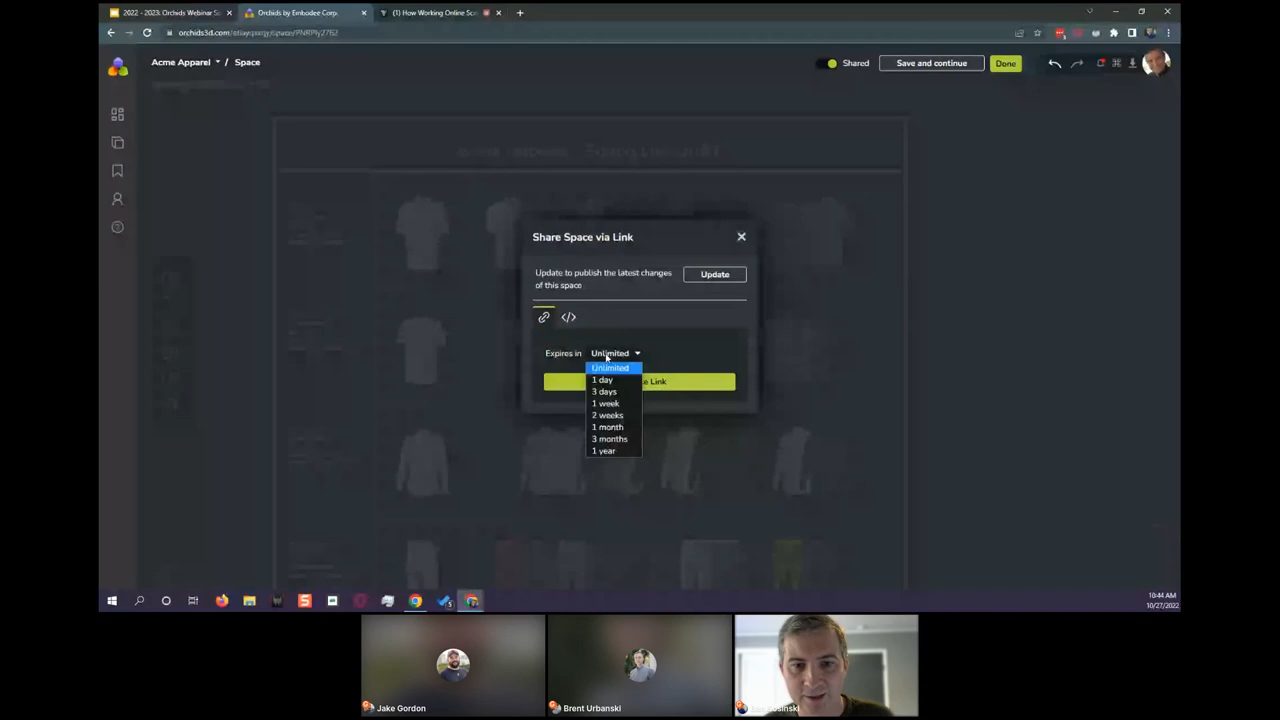 2022 - 2023: Orchids Webinar S
Orchids by Embodee Corp.
(1) How Working Online Sca
orchids3d.com
Acme Apparel / Space
Shared
Save and continue
Done
Share Space via Link
Update to publish the latest changes
of this space
Update
Expires in Unlimited
Unlimited
1 day
Link
3 days
1 week
2 weeks
1 month
3 months
1 year
10:44 AM
10/27/2022
Jake Gordon
Brent Urbanski